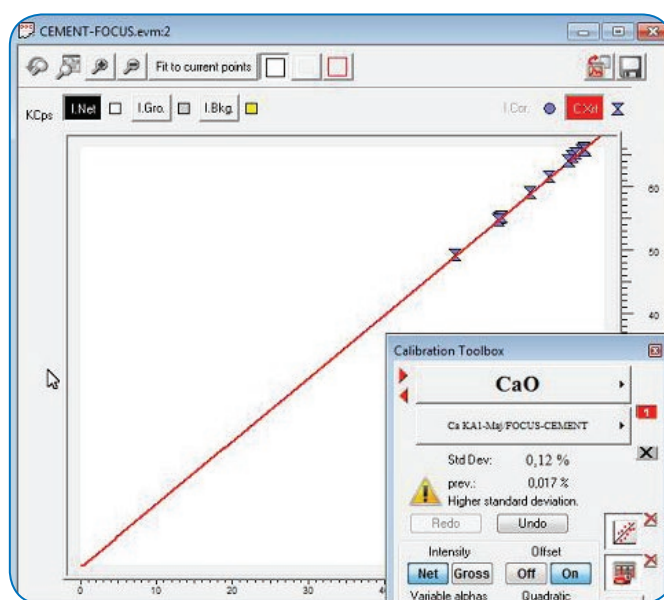 CEMENT-FOCUS.evm:2
Fit to current points
KCps I.Net I.Gro. I.Bkg. I.Cor. C.Xrf
60
50
40
Calibration Toolbox
CaO
Ca KA1-Maj/FOCUS-CEMENT
1
Std Dev: 0,12 %
prev.: 0,017 %
Higher standard deviation.
Redo Undo
Intensity Offset
Net Gross Off On
Variable alphas Quadratic
0 10 20 30